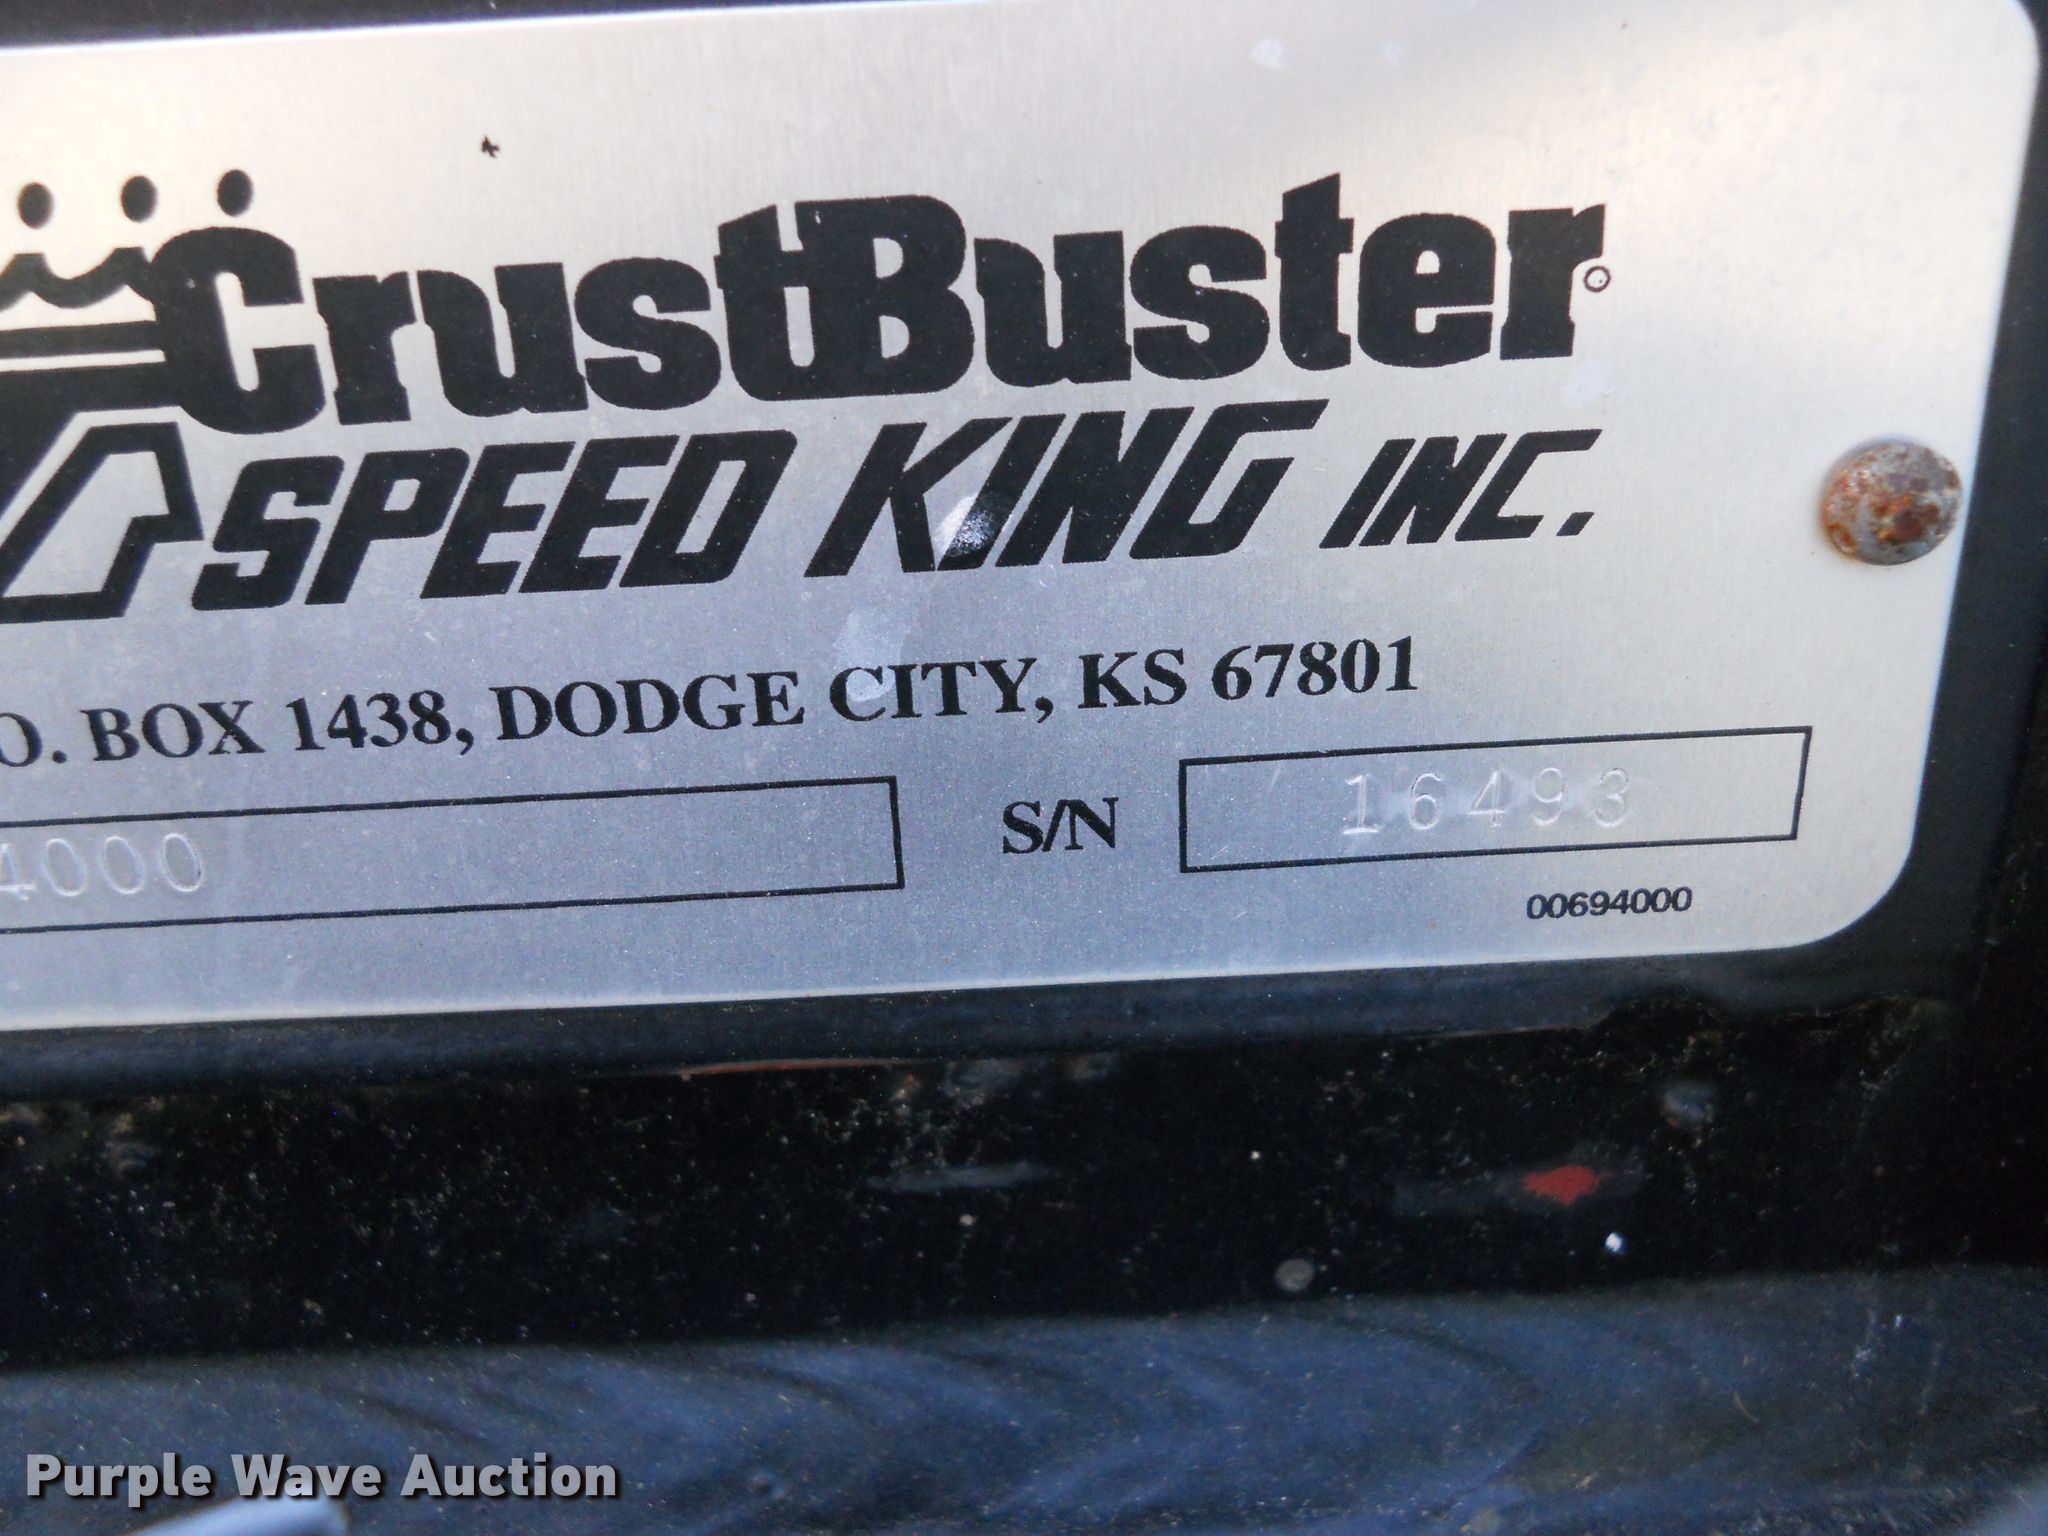 CrustBuster®
SPEED KING INC.
O. BOX 1438, DODGE CITY, KS 67801
4000 S/N 16493
00694000
Purple Wave Auction